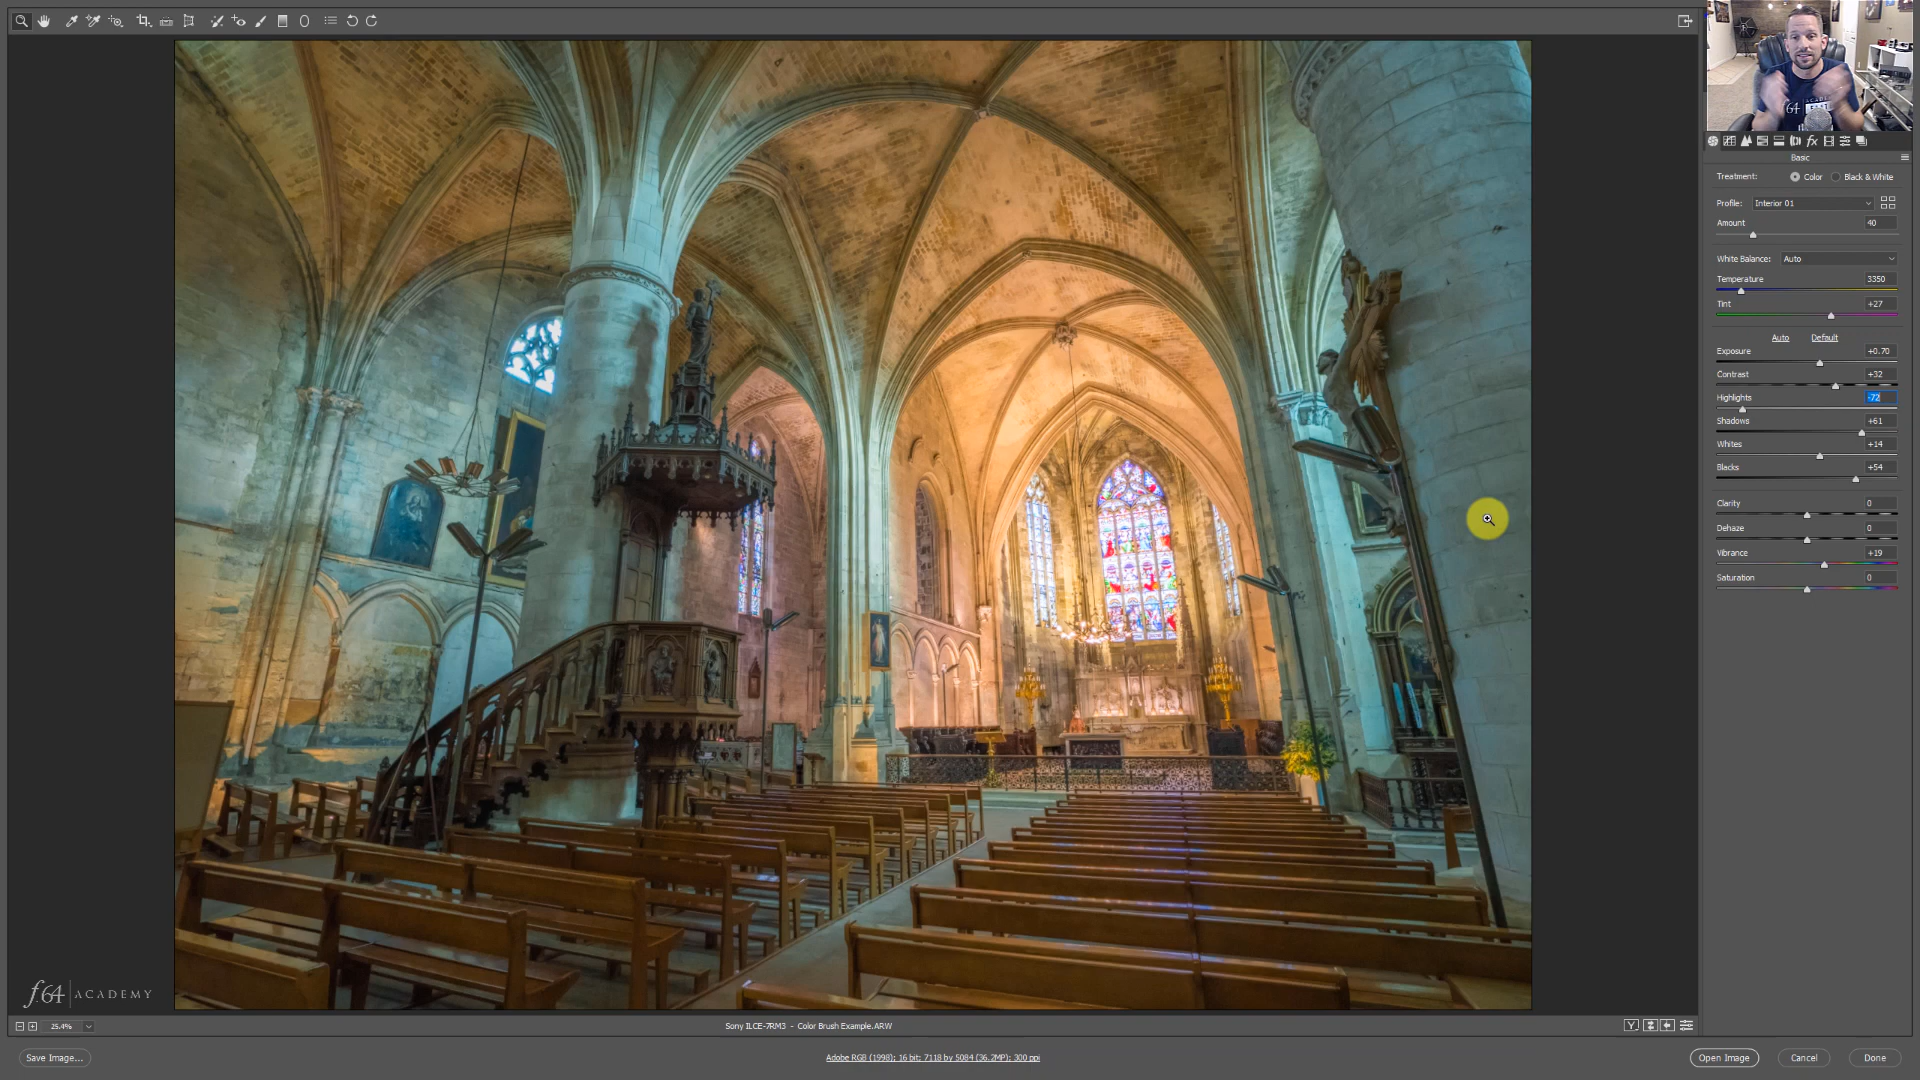 Basic
Treatment: Color Black & White
Profile: Interior 01
Amount 40
White Balance: Auto
Temperature 3350
Tint +27
Auto Default
Exposure +0.70
Contrast +32
Highlights -72
Shadows +61
Whites +14
Blacks +54
Clarity 0
Dehaze 0
Vibrance +19
Saturation 0
f64 | ACADEMY
25.4%
Sony ILCE-7RM3 - Color Brush Example.ARW
Save Image...
Adobe RGB (1998); 16 bit; 7118 by 5084 (36.2MP); 300 ppi
Open Image Cancel Done